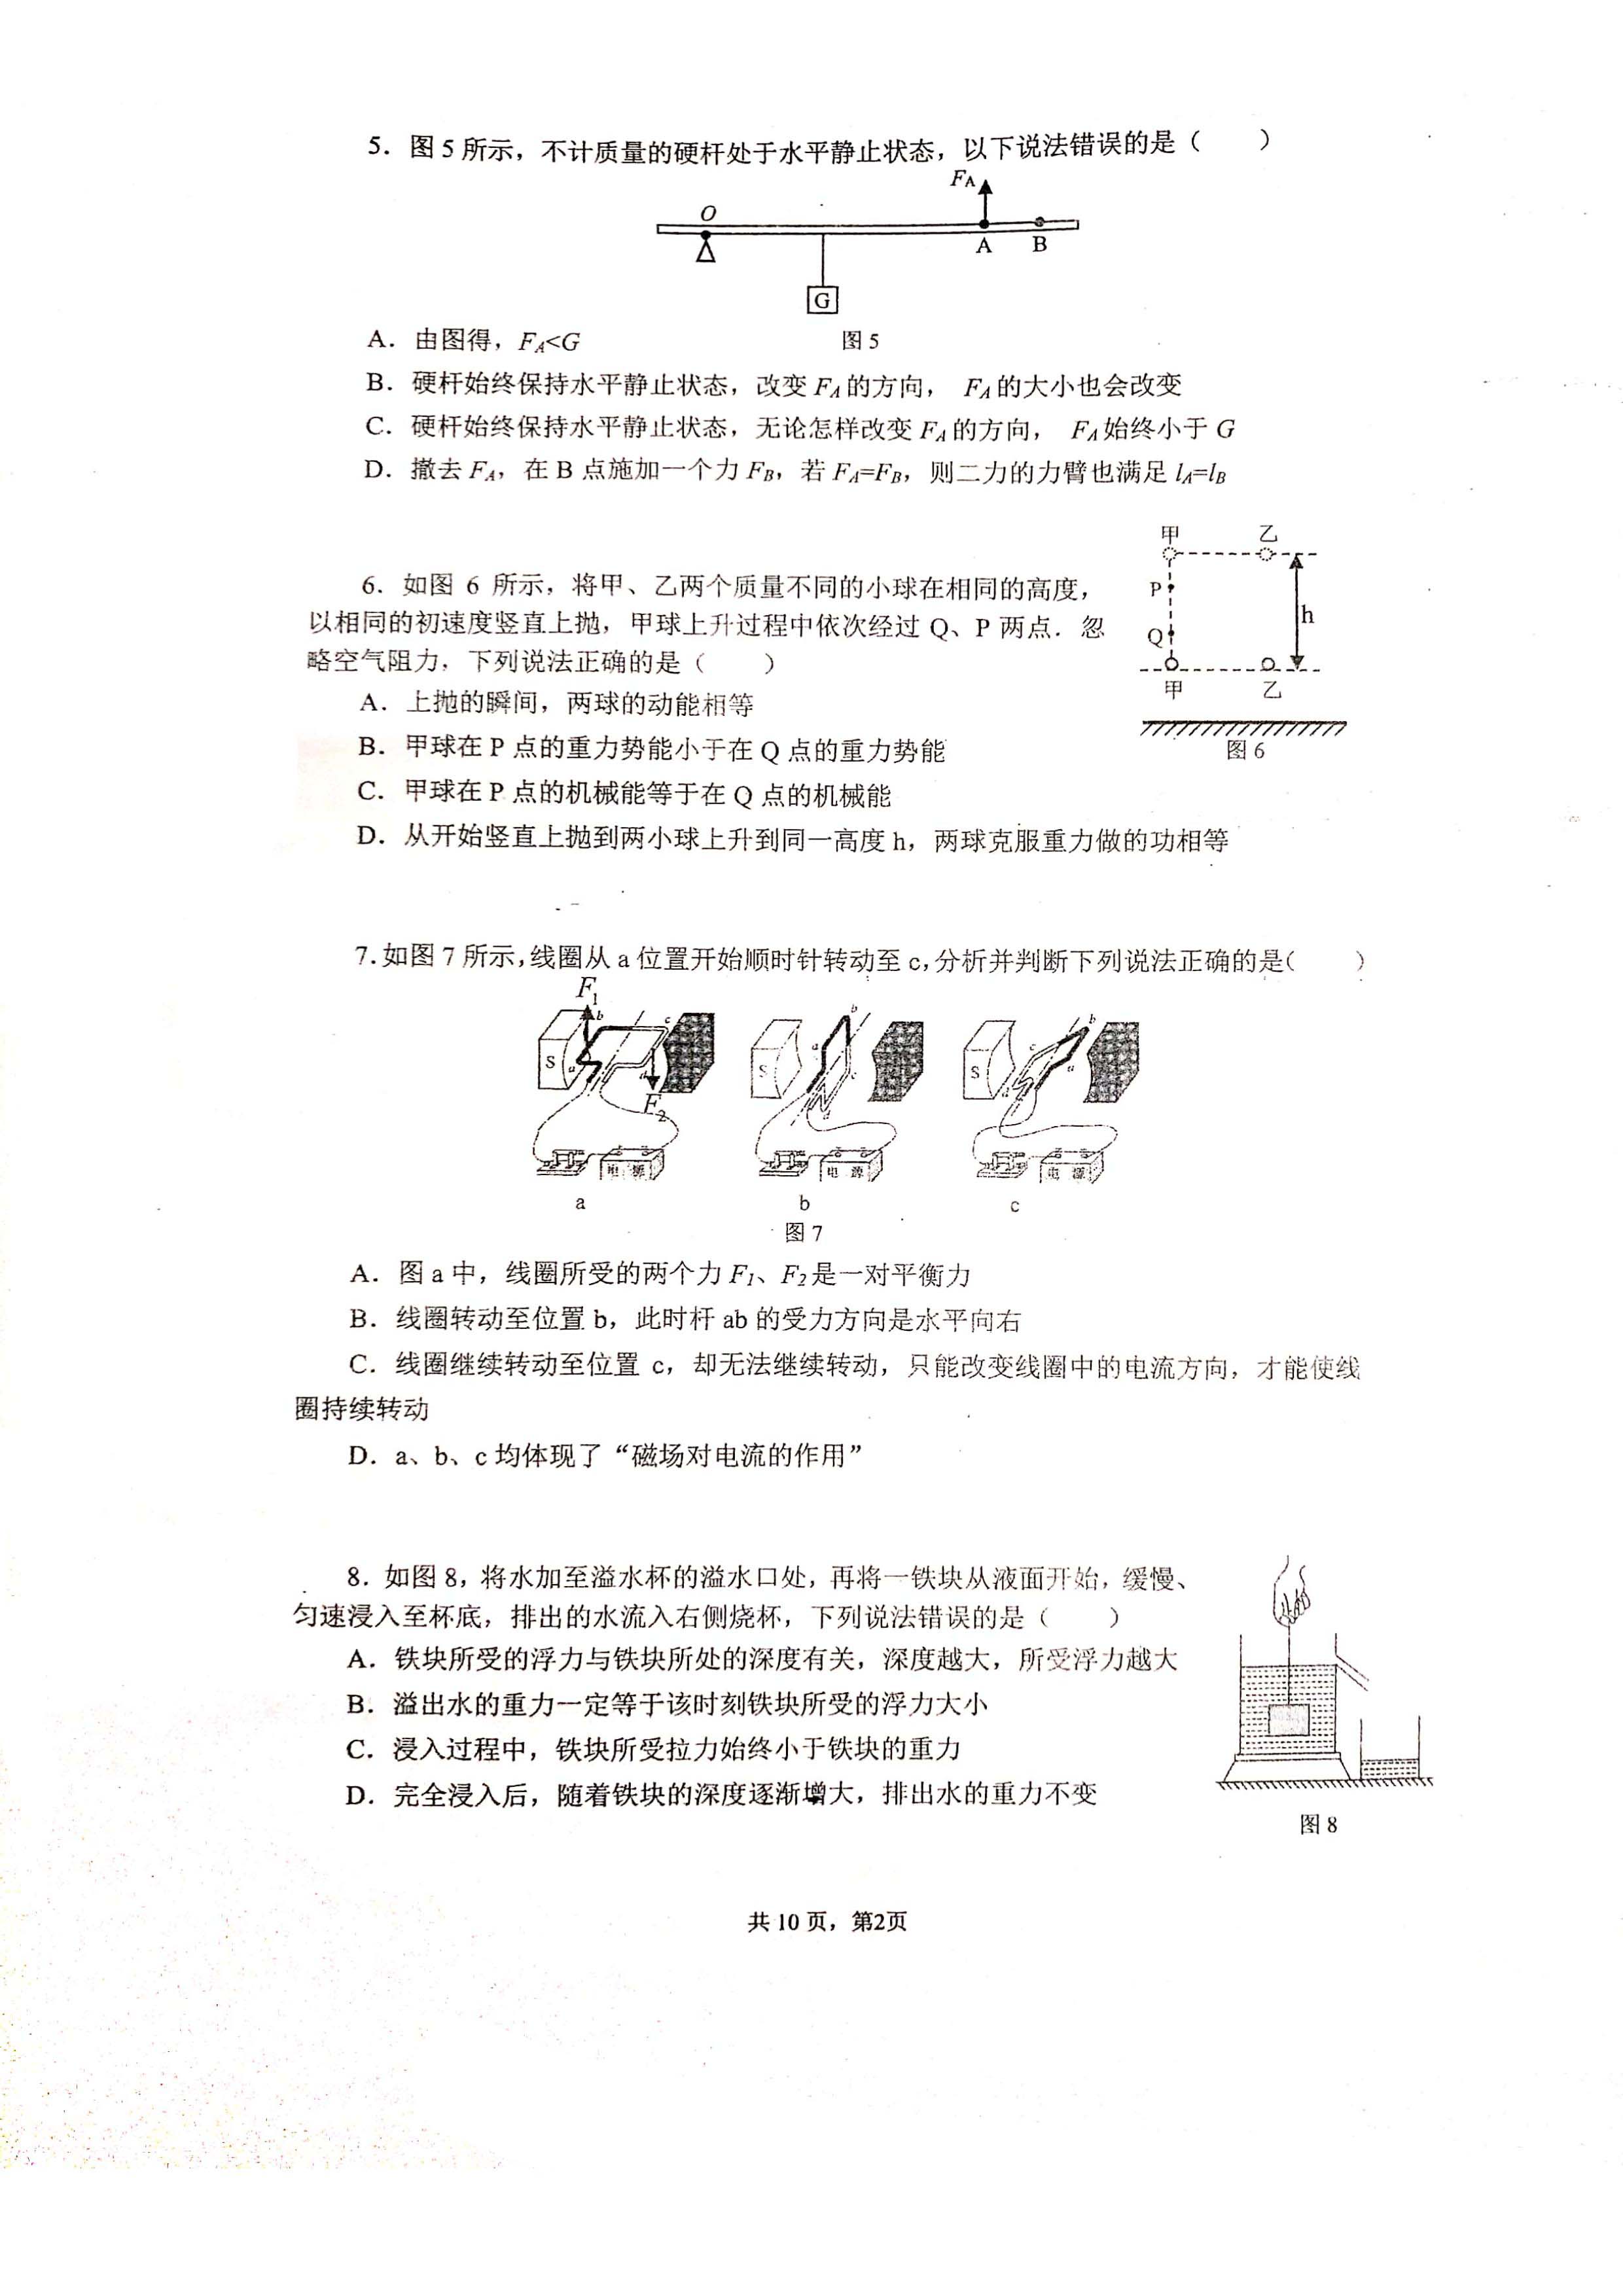 5．图 5 所示，不计质量的硬杆处于水平静止状态，以下说法错误的是（　　）
FA
O
A B
G
A．由图得，FA<G
图 5
B．硬杆始终保持水平静止状态，改变 FA 的方向， FA 的大小也会改变
C．硬杆始终保持水平静止状态，无论怎样改变 FA 的方向， FA 始终小于 G
D．撤去 FA，在 B 点施加一个力 FB，若 FA=FB，则二力的力臂也满足 lA=lB
甲 乙
6．如图 6 所示，将甲、乙两个质量不同的小球在相同的高度，
P
以相同的初速度竖直上抛，甲球上升过程中依次经过 Q、P 两点．忽
h
Q
略空气阻力，下列说法正确的是（　　）
甲 乙
A．上抛的瞬间，两球的动能相等
B．甲球在 P 点的重力势能小于在 Q 点的重力势能
图 6
C．甲球在 P 点的机械能等于在 Q 点的机械能
D．从开始竖直上抛到两小球上升到同一高度 h，两球克服重力做的功相等
7.如图 7 所示，线圈从 a 位置开始顺时针转动至 c，分析并判断下列说法正确的是（　　）
F1
b c b b
S a d S a c S c a
F2
d d
电 源 电 源 电 源
a b c
图 7
A．图 a 中，线圈所受的两个力 F1、F2 是一对平衡力
B．线圈转动至位置 b，此时杆 ab 的受力方向是水平向右
C．线圈继续转动至位置 c，却无法继续转动，只能改变线圈中的电流方向，才能使线
圈持续转动
D．a、b、c 均体现了“磁场对电流的作用”
8．如图 8，将水加至溢水杯的溢水口处，再将一铁块从液面开始，缓慢、
匀速浸入至杯底，排出的水流入右侧烧杯，下列说法错误的是（　　）
A．铁块所受的浮力与铁块所处的深度有关，深度越大，所受浮力越大
B．溢出水的重力一定等于该时刻铁块所受的浮力大小
C．浸入过程中，铁块所受拉力始终小于铁块的重力
D．完全浸入后，随着铁块的深度逐渐增大，排出水的重力不变
图 8
共 10 页，第2页